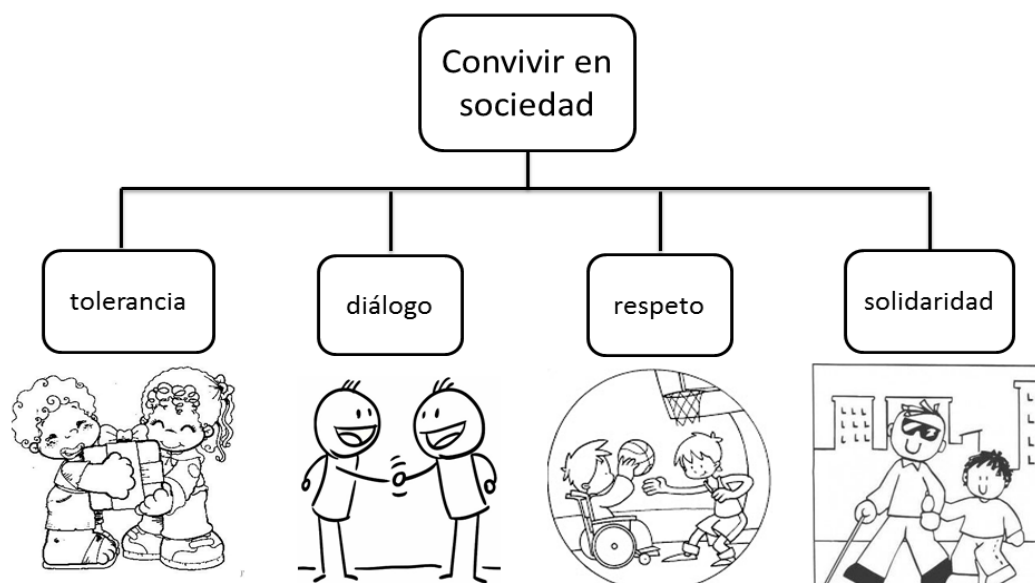 Convivir en
sociedad
tolerancia
diálogo
respeto
solidaridad